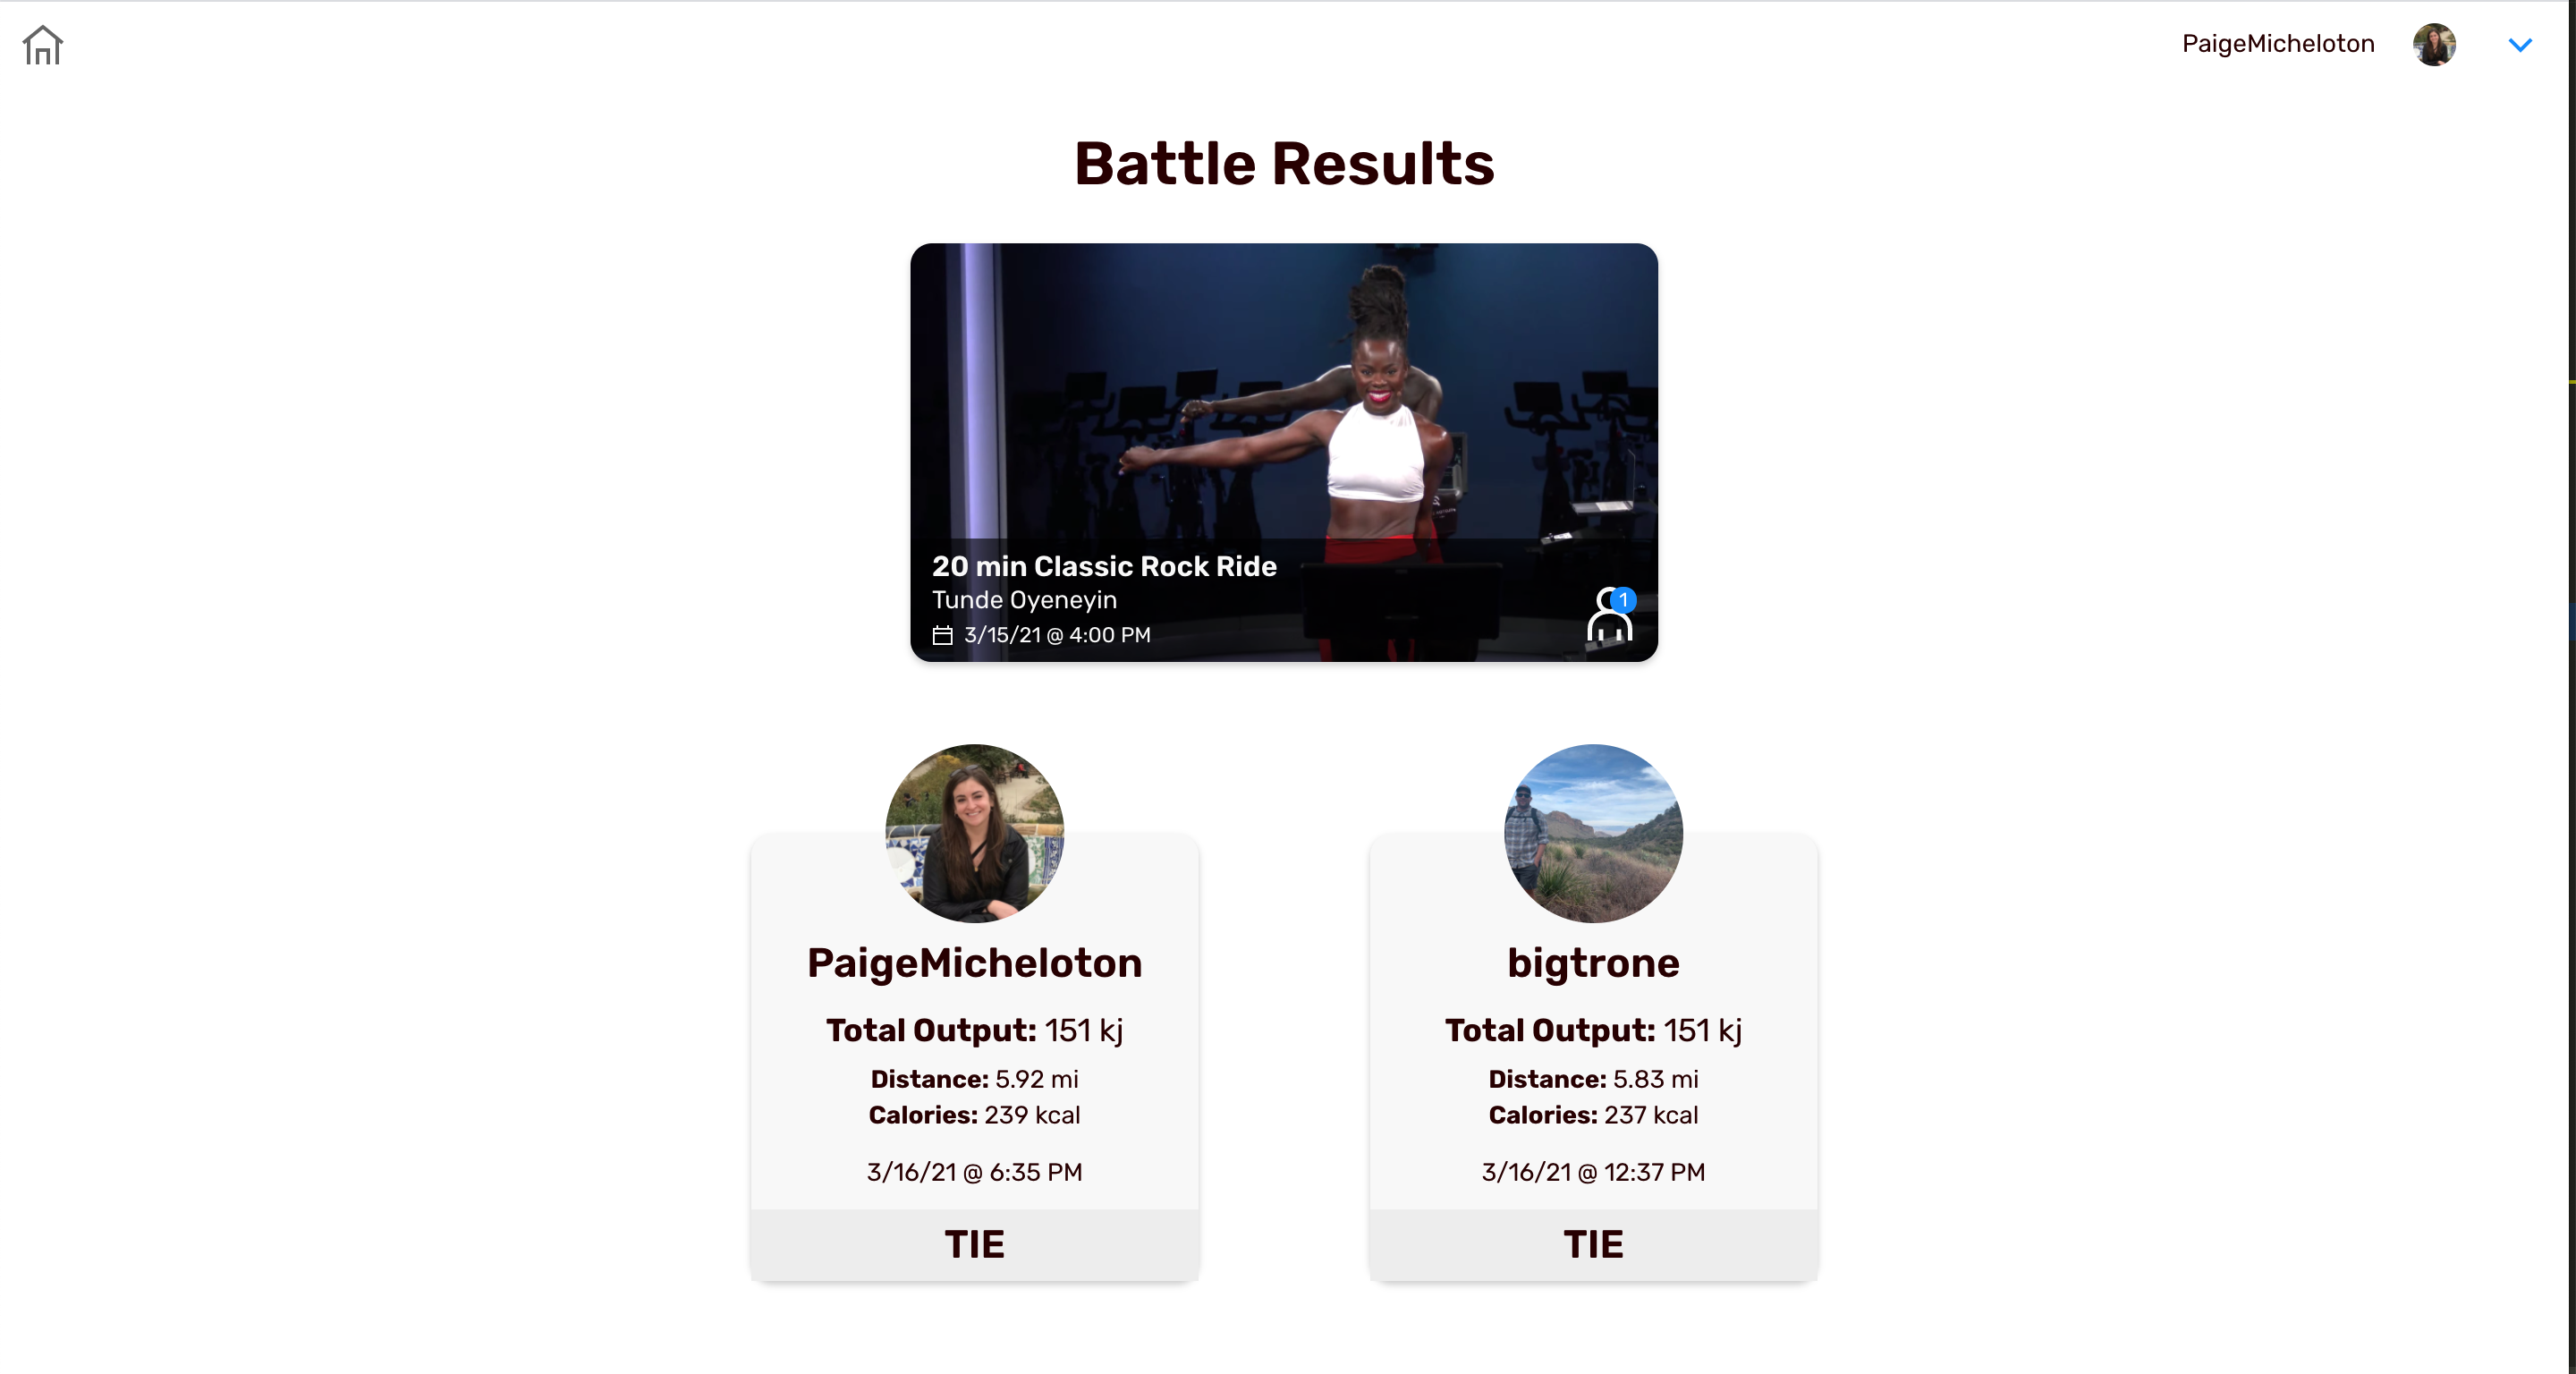 PaigeMicheloton
Battle Results
20 min Classic Rock Ride
Tunde Oyeneyin
3/15/21 @ 4:00 PM
1
PaigeMicheloton
Total Output: 151 kj
Distance: 5.92 mi
Calories: 239 kcal
3/16/21 @ 6:35 PM
TIE
bigtrone
Total Output: 151 kj
Distance: 5.83 mi
Calories: 237 kcal
3/16/21 @ 12:37 PM
TIE